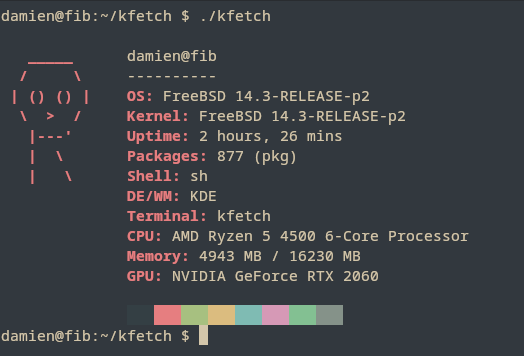 damien@fib:~/kfetch $ ./kfetch
damien@fib
----------
OS: FreeBSD 14.3-RELEASE-p2
Kernel: FreeBSD 14.3-RELEASE-p2
Uptime: 2 hours, 26 mins
Packages: 877 (pkg)
Shell: sh
DE/WM: KDE
Terminal: kfetch
CPU: AMD Ryzen 5 4500 6-Core Processor
Memory: 4943 MB / 16230 MB
GPU: NVIDIA GeForce RTX 2060
damien@fib:~/kfetch $